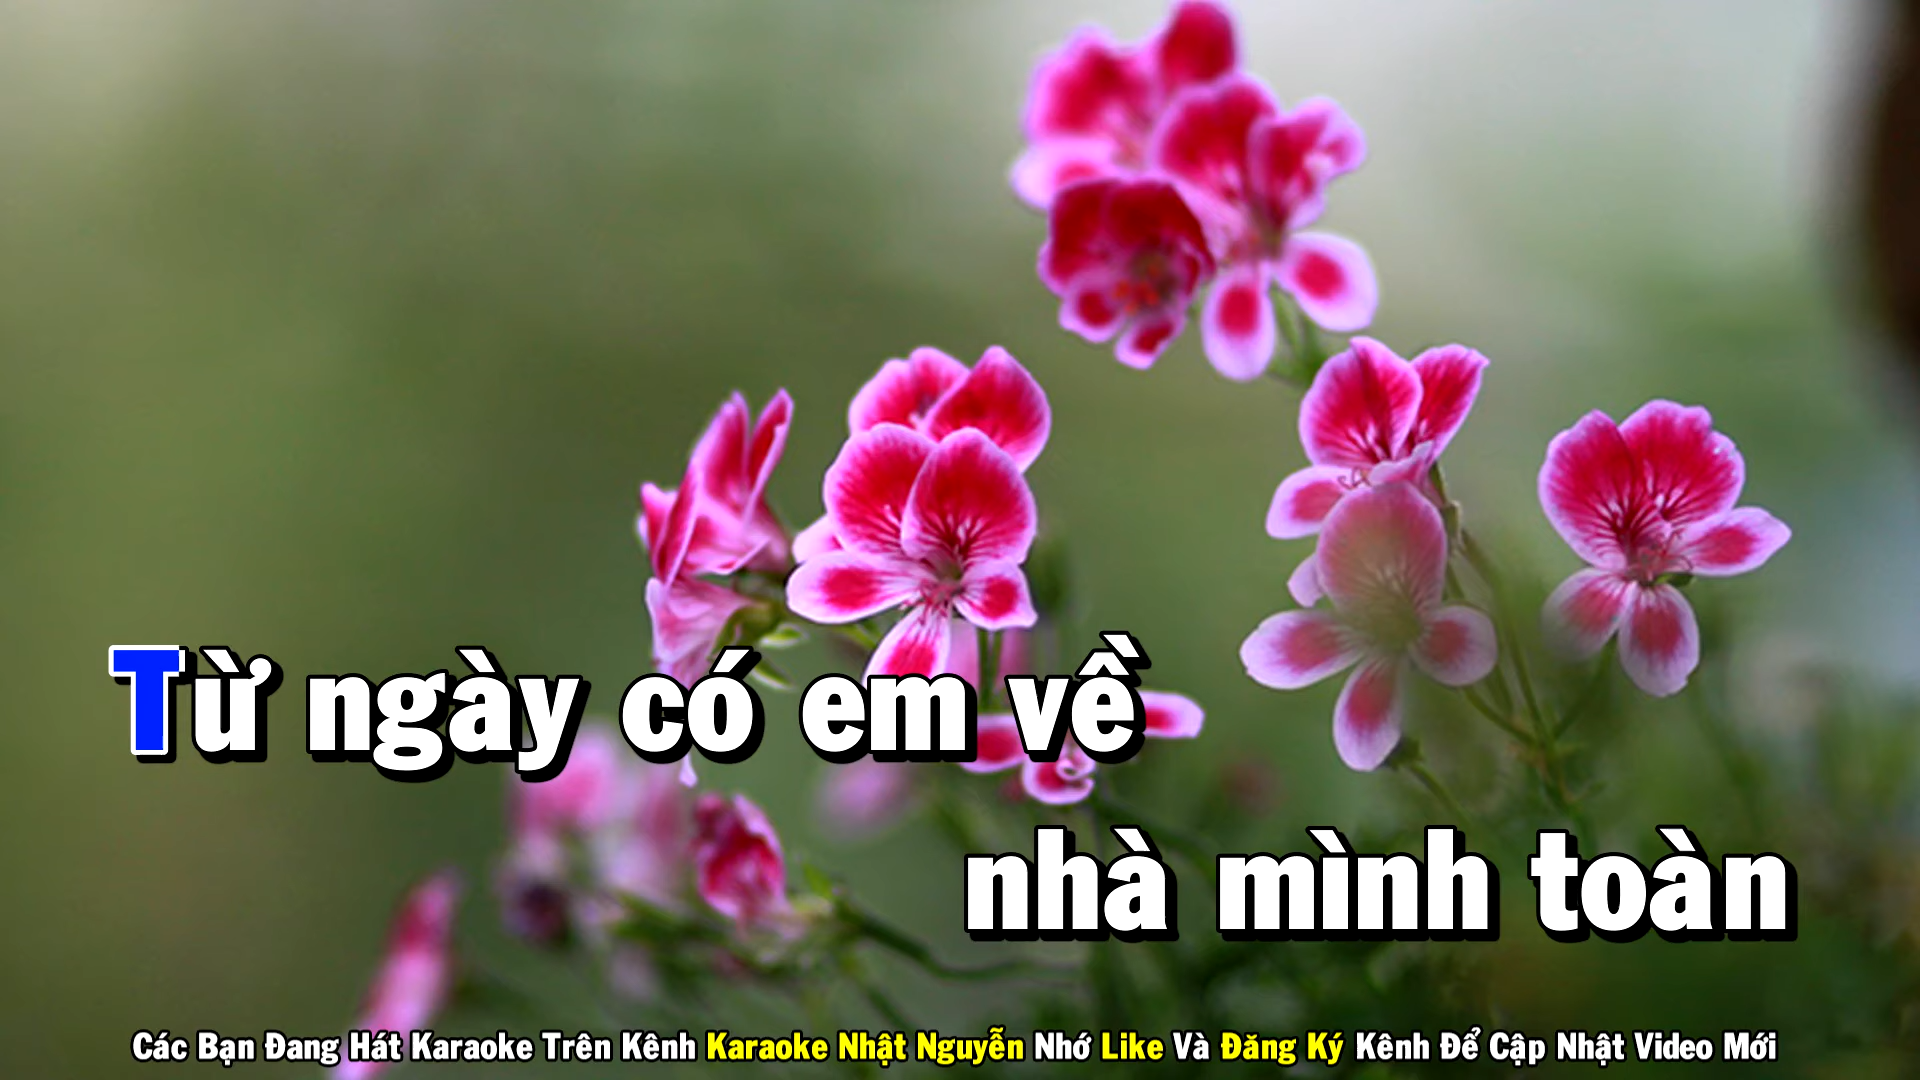 Từ ngày có em về
nhà mình toàn
Các Bạn Đang Hát Karaoke Trên Kênh Karaoke Nhật Nguyễn Nhớ Like Và Đăng Ký Kênh Để Cập Nhật Video Mới